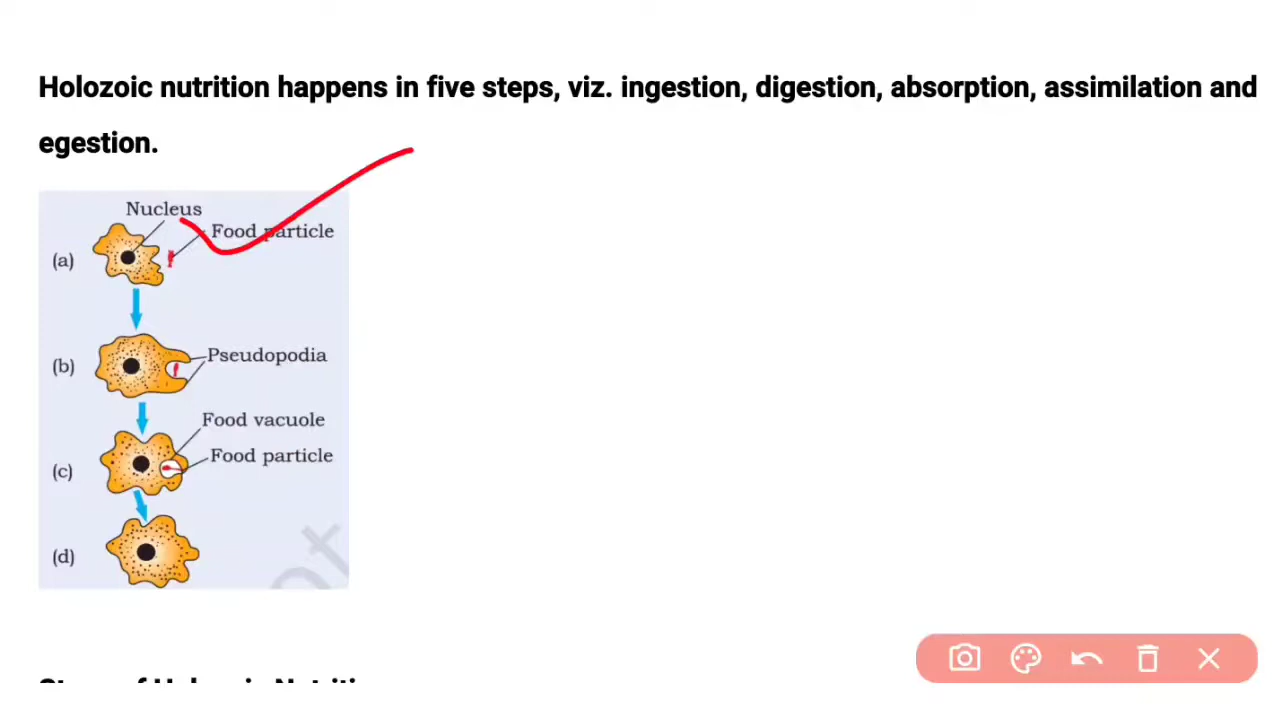 Holozoic nutrition happens in five steps, viz. ingestion, digestion, absorption, assimilation and
egestion.
Nucleus
Food particle
(a)
Pseudopodia
(b)
Food vacuole
Food particle
(c)
(d)